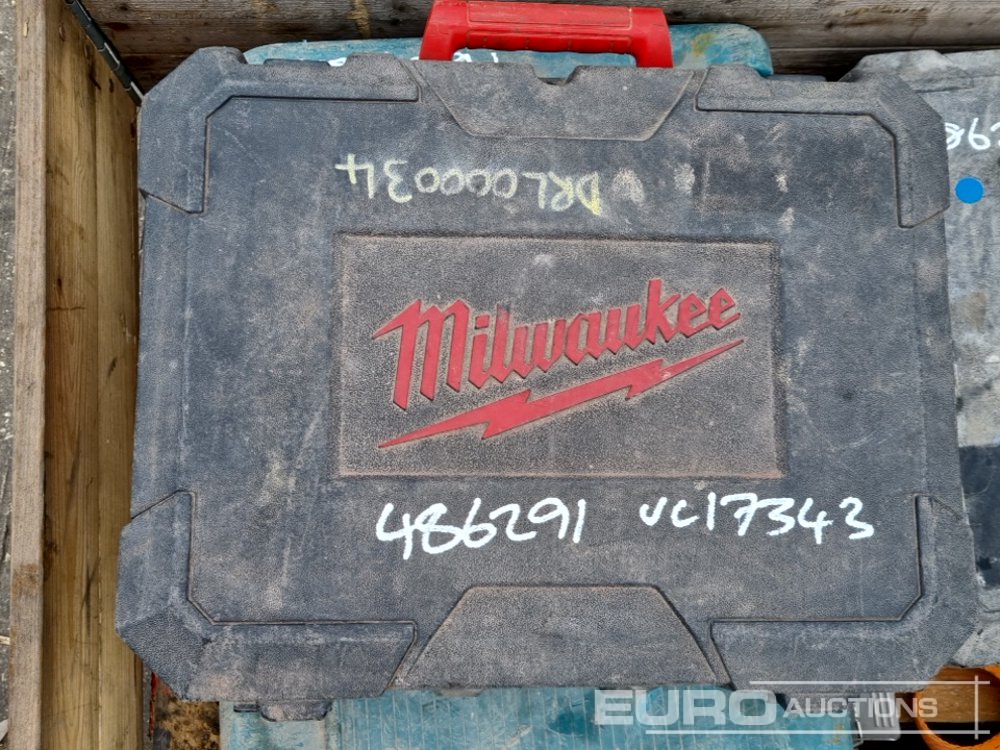 DRL000034
Milwaukee
486291 VC17343
EURO AUCTIONS